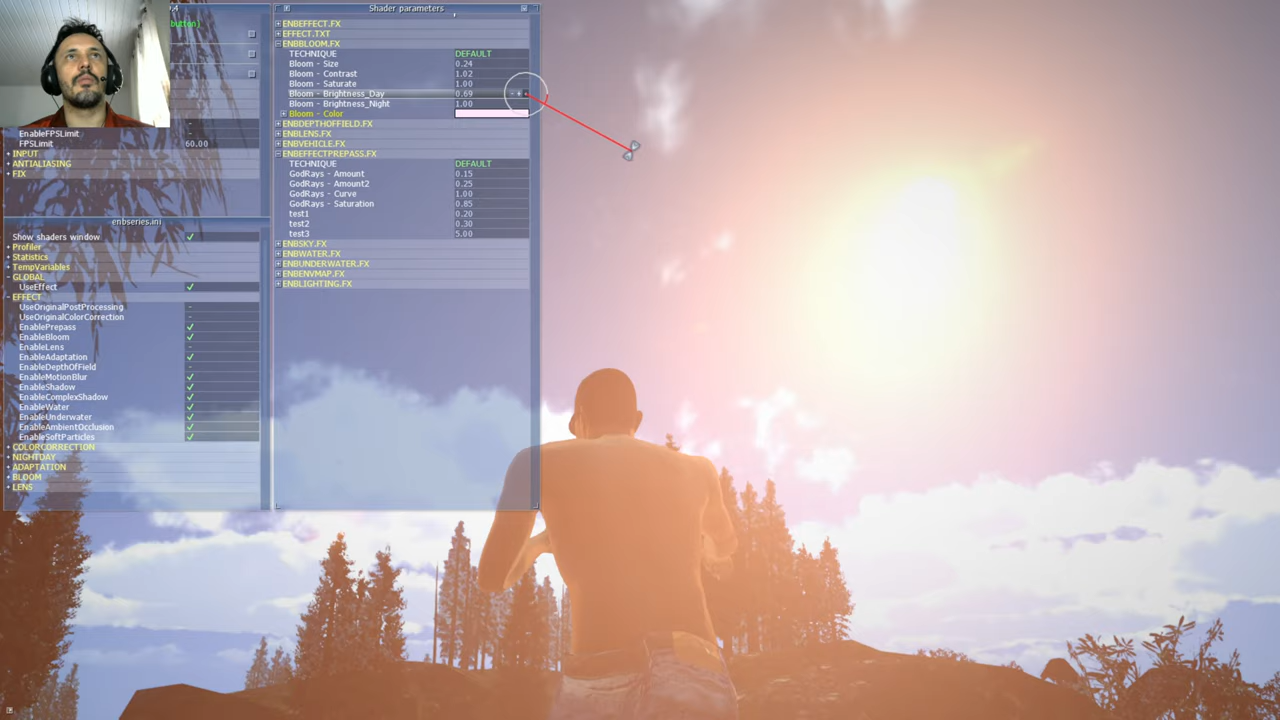 .4
button)
EnableFPSLimit
FPSLimit 60.00
INPUT
ANTIALIASING
FIX
enbseries.ini
Show shaders window
Profiler
Statistics
TempVariables
GLOBAL
UseEffect
EFFECT
UseOriginalPostProcessing
UseOriginalColorCorrection
EnablePrepass
EnableBloom
EnableLens
EnableAdaptation
EnableDepthOfField
EnableMotionBlur
EnableShadow
EnableComplexShadow
EnableWater
EnableUnderwater
EnableAmbientOcclusion
EnableSoftParticles
COLORCORRECTION
NIGHTDAY
ADAPTATION
BLOOM
LENS
Shader parameters
ENBEFFECT.FX
EFFECT.TXT
ENBBLOOM.FX
TECHNIQUE DEFAULT
Bloom - Size 0.24
Bloom - Contrast 1.02
Bloom - Saturate 1.00
Bloom - Brightness_Day 0.69
Bloom - Brightness_Night 1.00
Bloom - Color
ENBDEPTHOFFIELD.FX
ENBLENS.FX
ENBVEHICLE.FX
ENBEFFECTPREPASS.FX
TECHNIQUE DEFAULT
GodRays - Amount 0.15
GodRays - Amount2 0.25
GodRays - Curve 1.00
GodRays - Saturation 0.85
test1 0.20
test2 0.30
test3 5.00
ENBSKY.FX
ENBWATER.FX
ENBUNDERWATER.FX
ENBENVMAP.FX
ENBLIGHTING.FX